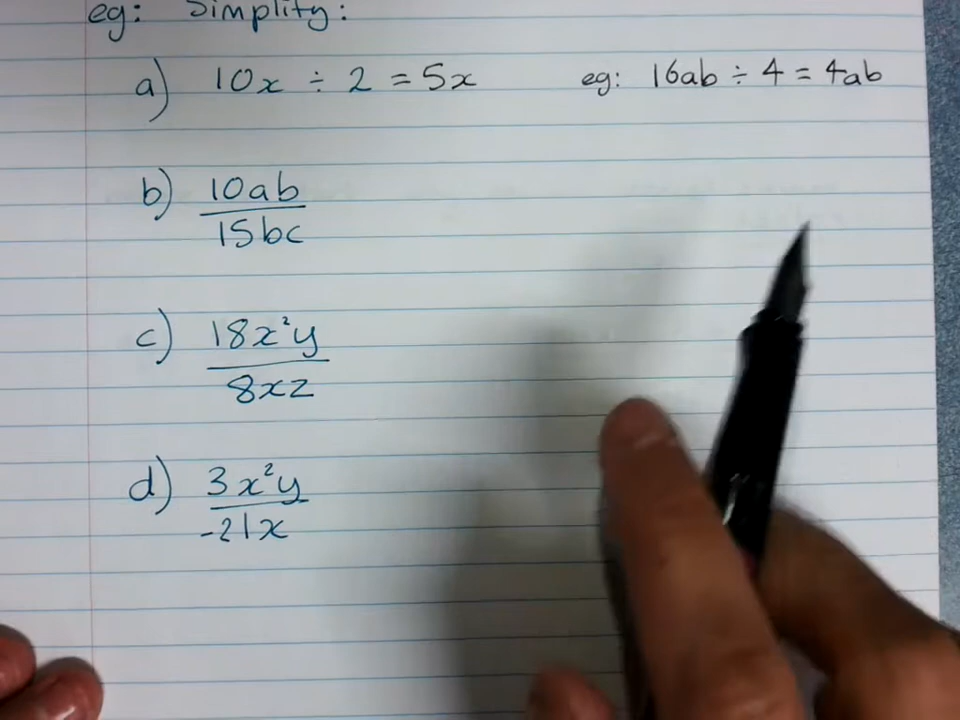 eg: Simplify:
a) 10x ÷ 2 = 5x eg: 16ab ÷ 4 = 4ab
b) 10ab
15bc
c) 18x²y
8xz
d) 3x²y
-21x